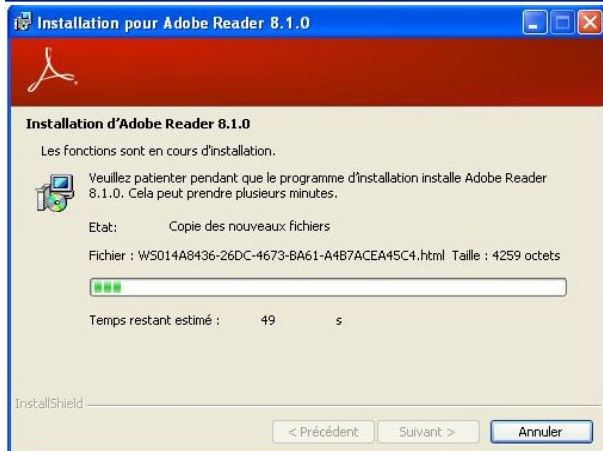 Installation pour Adobe Reader 8.1.0
Installation d'Adobe Reader 8.1.0
Les fonctions sont en cours d'installation.
Veuillez patienter pendant que le programme d'installation installe Adobe Reader
8.1.0. Cela peut prendre plusieurs minutes.
Etat: Copie des nouveaux fichiers
Fichier : WS014A8436-26DC-4673-BA61-A4B7ACEA45C4.html Taille : 4259 octets
Temps restant estimé : 49 s
InstallShield
< Précédent Suivant > Annuler